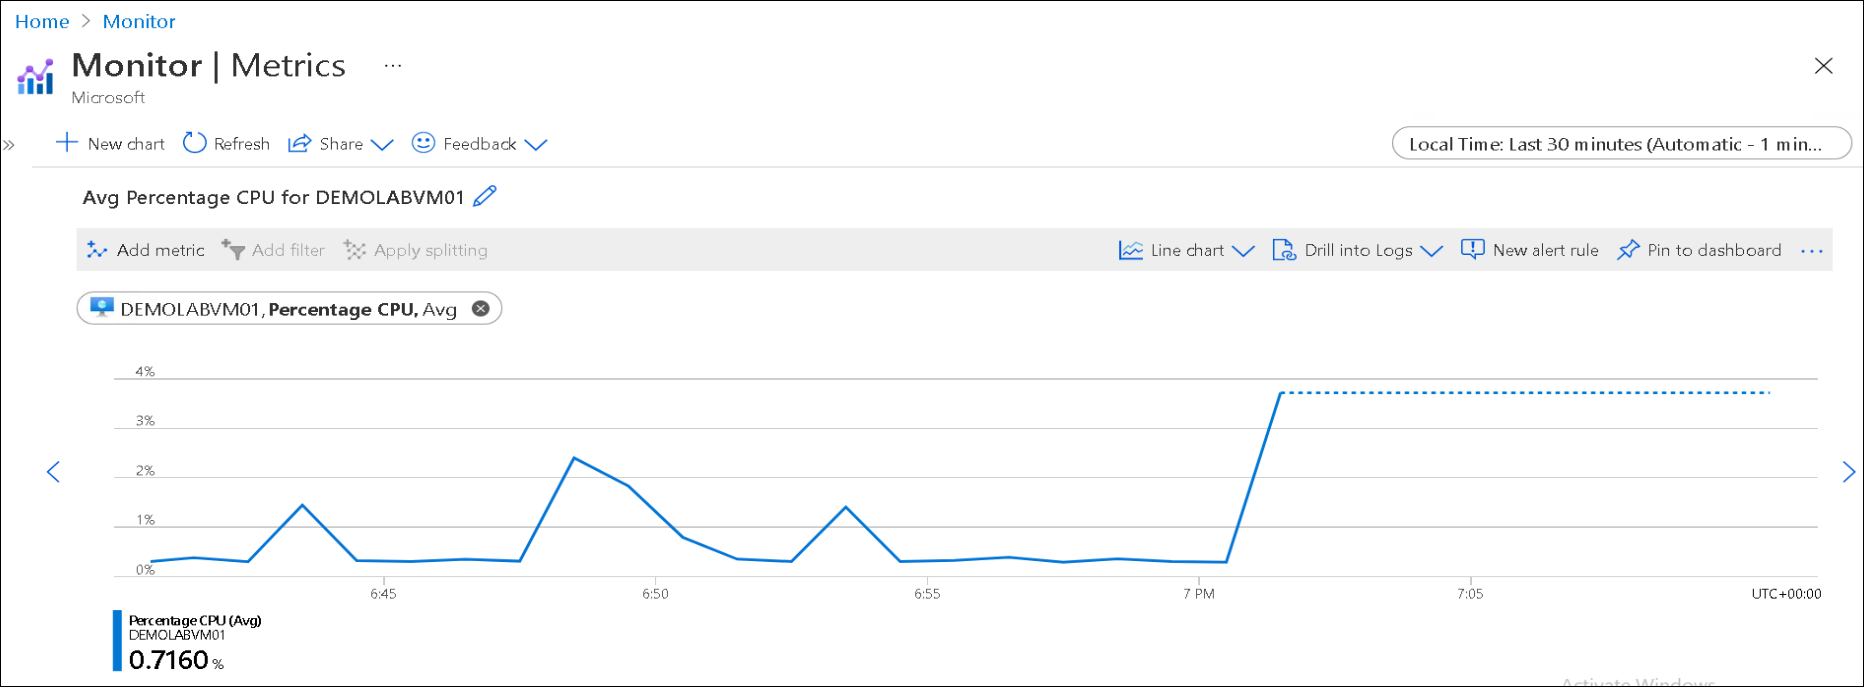 Home > Monitor
Monitor | Metrics ...
Microsoft
» New chart Refresh Share Feedback
Local Time: Last 30 minutes (Automatic - 1 min...
Avg Percentage CPU for DEMOLABVM01
Add metric Add filter Apply splitting Line chart Drill into Logs New alert rule Pin to dashboard ...
DEMOLABVM01, Percentage CPU, Avg
4%
3%
2%
1%
0%
6:45 6:50 6:55 7 PM 7:05 UTC+00:00
Percentage CPU (Avg)
DEMOLABVM01
0.7160 %
Activate Windows